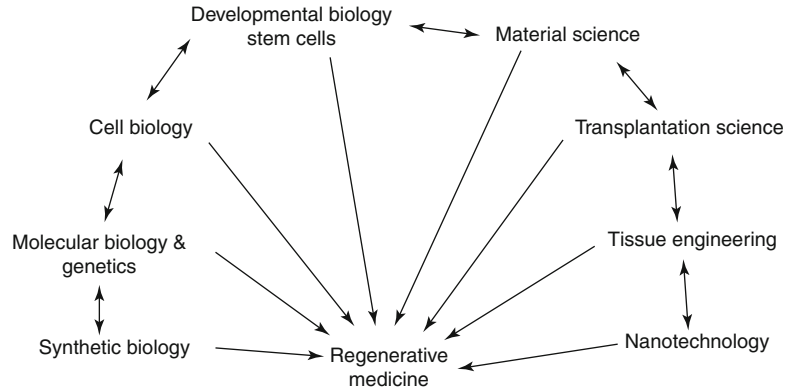 Developmental biology
stem cells
Material science
Cell biology
Transplantation science
Molecular biology &
genetics
Tissue engineering
Synthetic biology
Nanotechnology
Regenerative
medicine